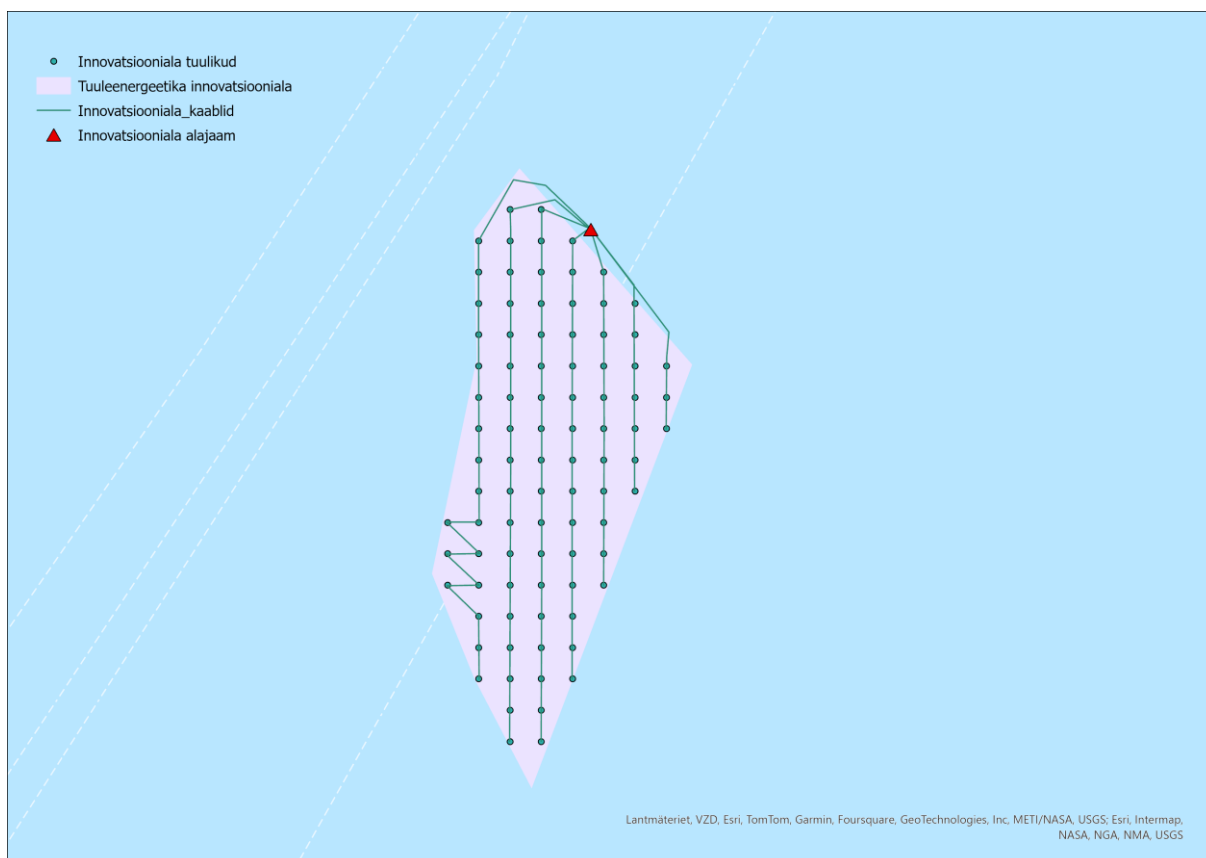 Innovatsiooniala tuulikud
Tuuleenergeetika innovatsiooniala
Innovatsiooniala_kaablid
Innovatsiooniala alajaam
Lantmäteriet, VZD, Esri, TomTom, Garmin, Foursquare, GeoTechnologies, Inc, METI/NASA, USGS; Esri, Intermap,
NASA, NGA, NMA, USGS